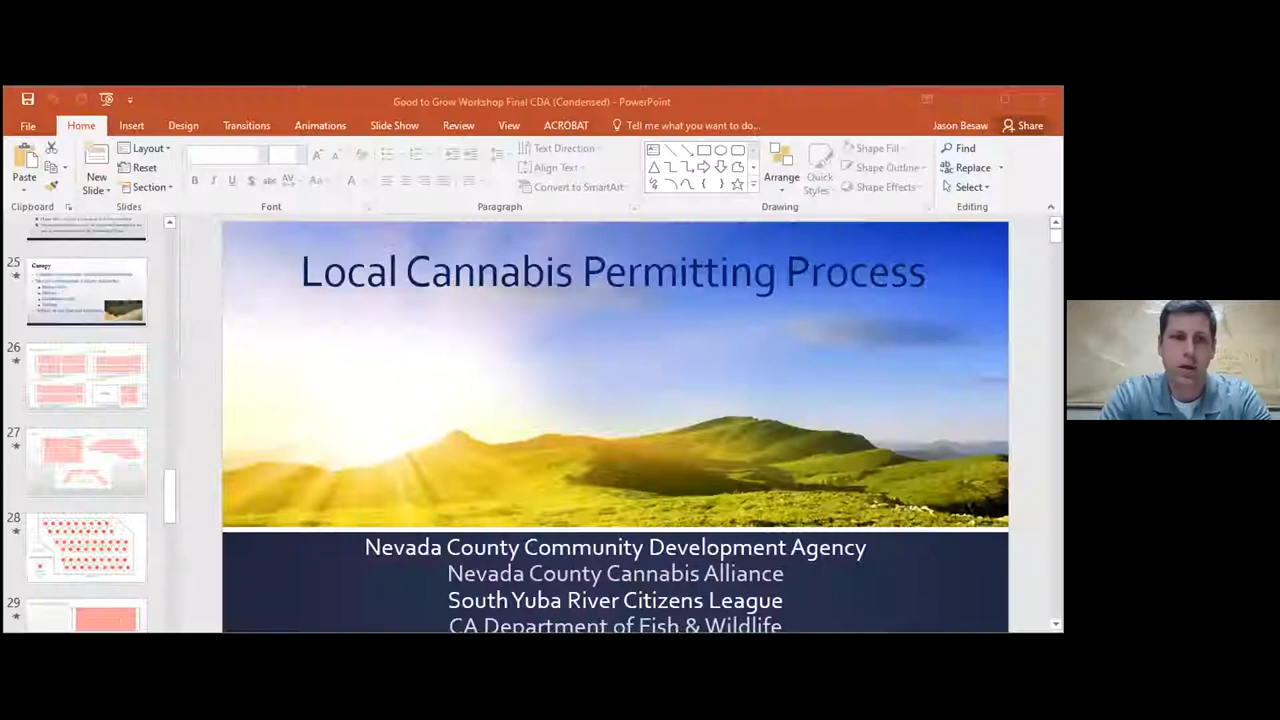 Good to Grow Workshop Final CDA (Condensed) - PowerPoint
File Home Insert Design Transitions Animations Slide Show Review View ACROBAT Tell me what you want to do... Jason Besaw Share
Paste
New
Slide
Layout
Reset
Section
B I U S abc AV Aa A
Text Direction
Align Text
Convert to SmartArt
Arrange
Quick
Styles
Shape Fill
Shape Outline
Shape Effects
Find
Replace
Select
Clipboard Slides Font Paragraph Drawing Editing
25
Canopy
26
27
28
29
Local Cannabis Permitting Process
Nevada County Community Development Agency
Nevada County Cannabis Alliance
South Yuba River Citizens League
CA Department of Fish & Wildlife